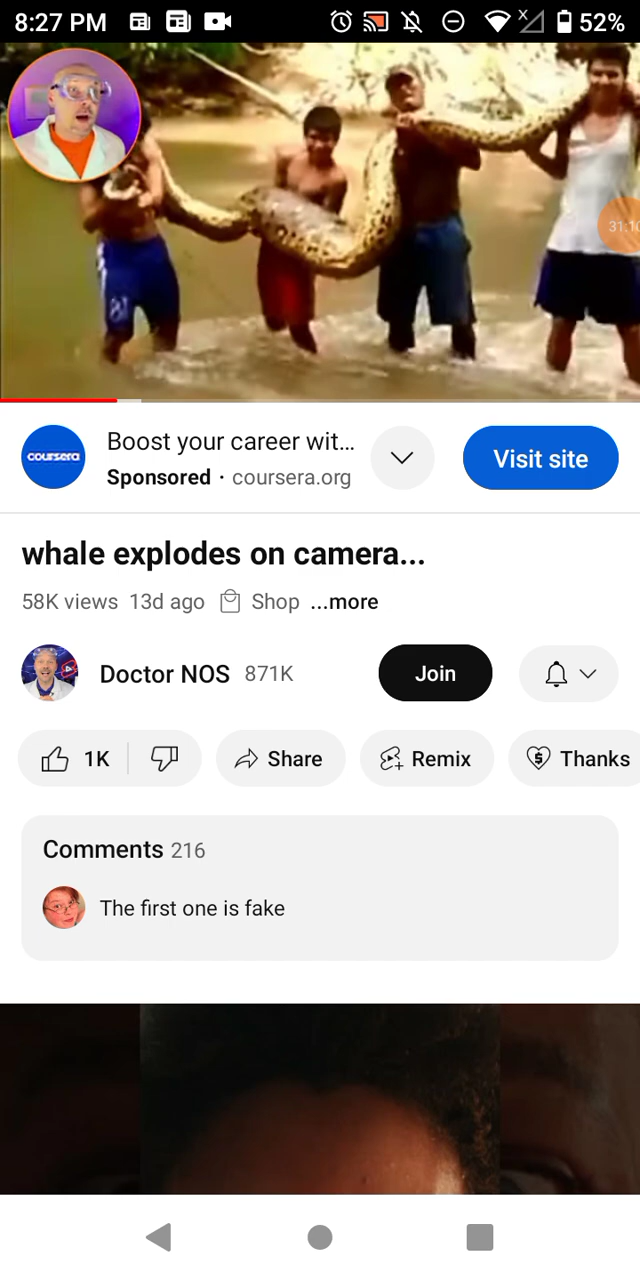 8:27 PM 52%
31:10
coursera
Boost your career wit...
Sponsored · coursera.org
Visit site
whale explodes on camera...
58K views 13d ago Shop ...more
Doctor NOS 871K
Join
1K
Share
Remix
Thanks
Comments 216
The first one is fake